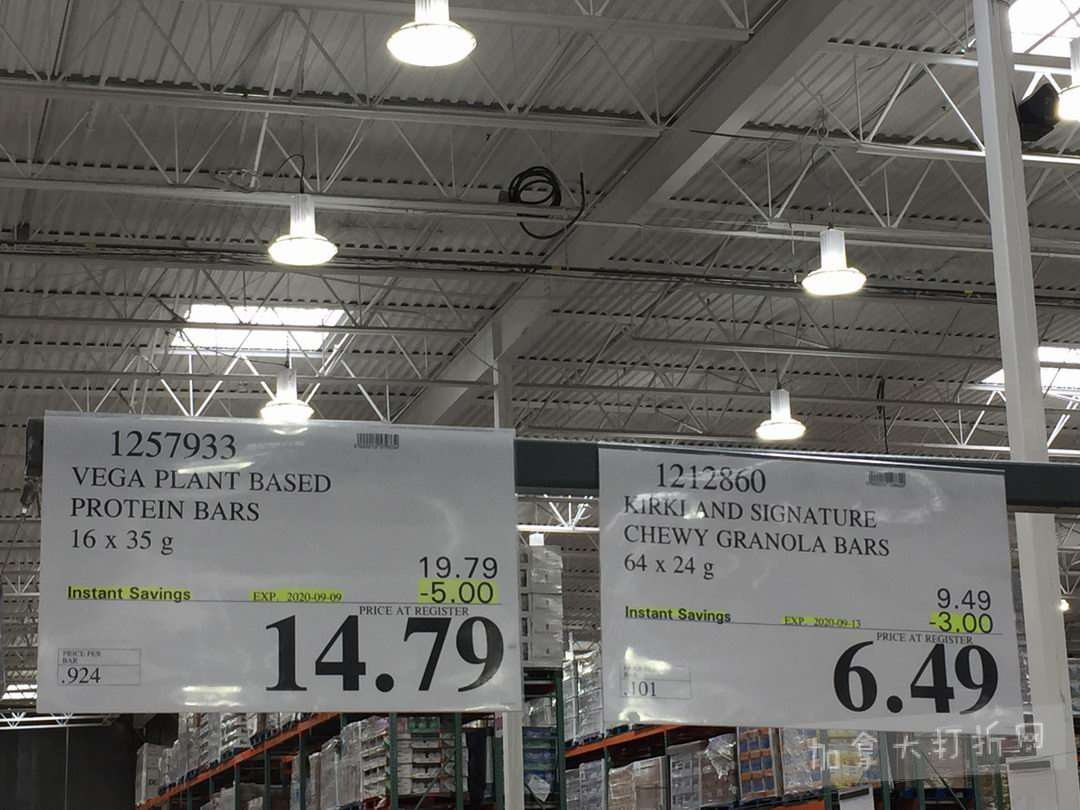 1257933
VEGA PLANT BASED
PROTEIN BARS
16 x 35 g
19.79
Instant Savings EXP. 2020-09-09 -5.00
PRICE AT REGISTER
14.79
PRICE PER
BAR
.924
1212860
KIRKLAND SIGNATURE
CHEWY GRANOLA BARS
64 x 24 g
9.49
Instant Savings EXP. 2020-09-13 -3.00
PRICE AT REGISTER
6.49
.101
加拿大打折网